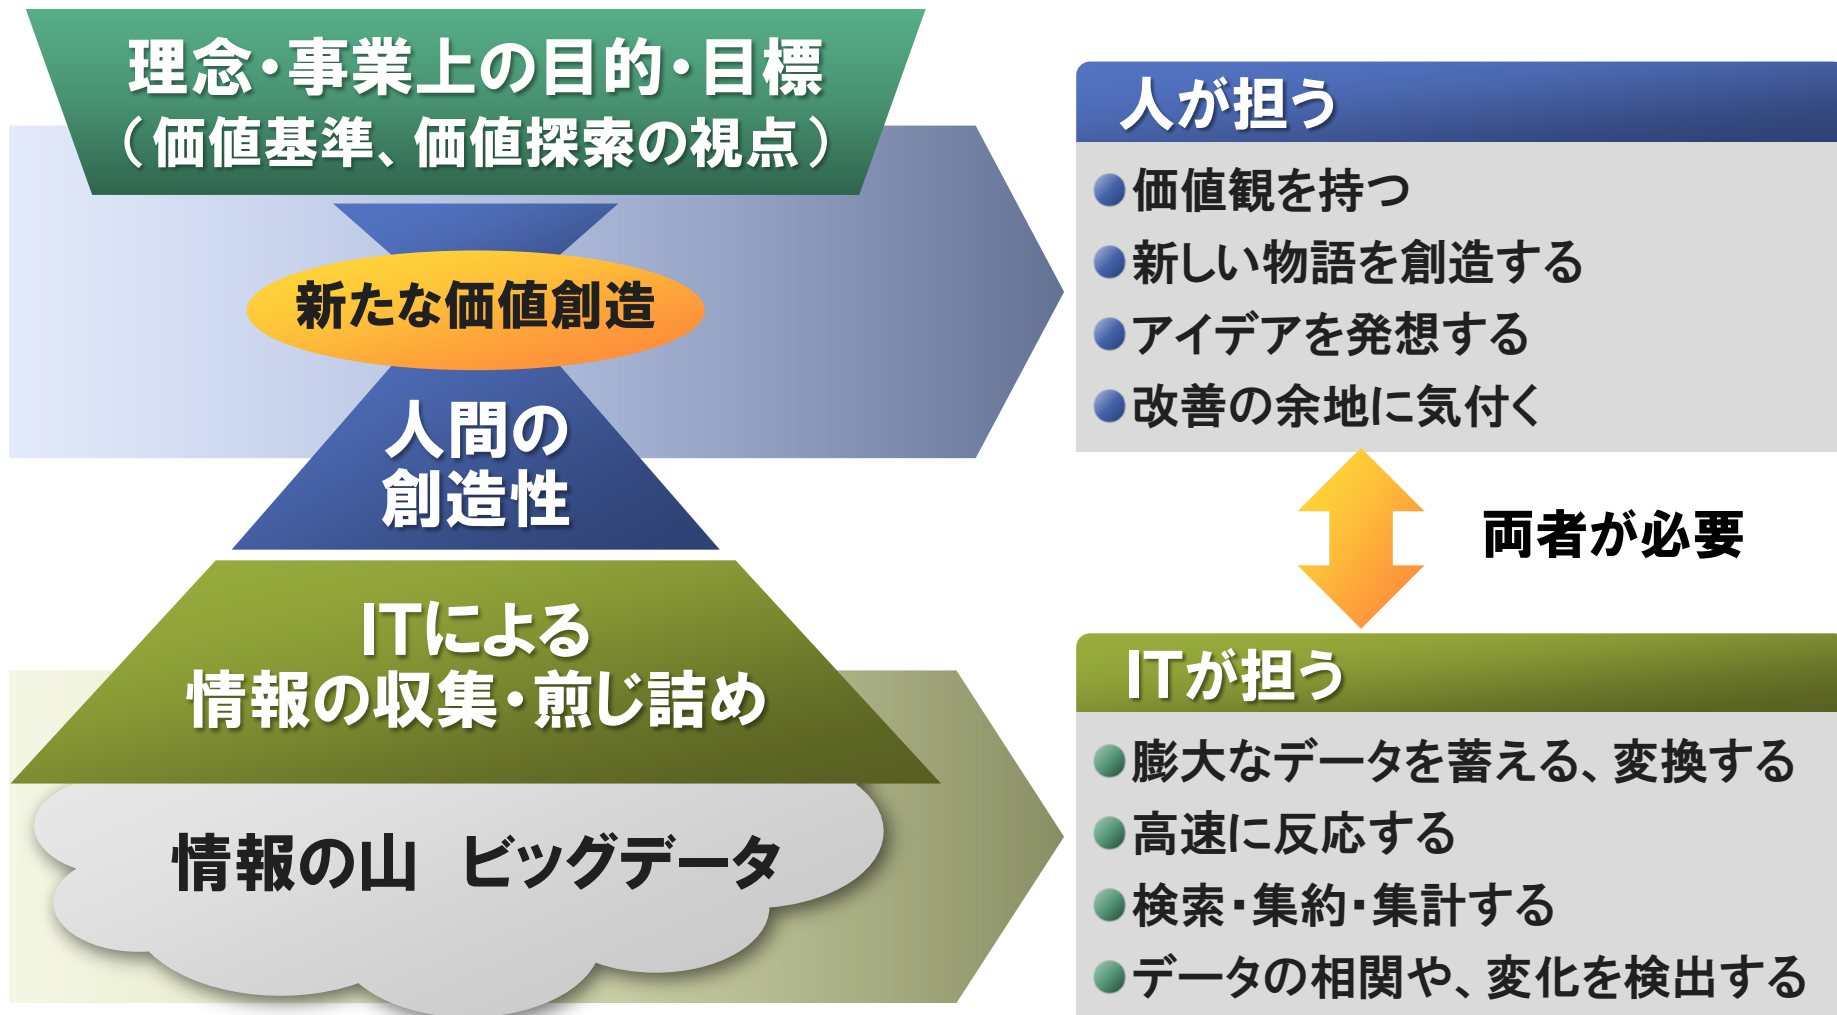 理念・事業上の目的・目標
（価値基準、価値探索の視点）
新たな価値創造
人間の
創造性
ITによる
情報の収集・煎じ詰め
情報の山　ビッグデータ
人が担う
価値観を持つ
新しい物語を創造する
アイデアを発想する
改善の余地に気付く
両者が必要
ITが担う
膨大なデータを蓄える、変換する
高速に反応する
検索・集約・集計する
データの相関や、変化を検出する